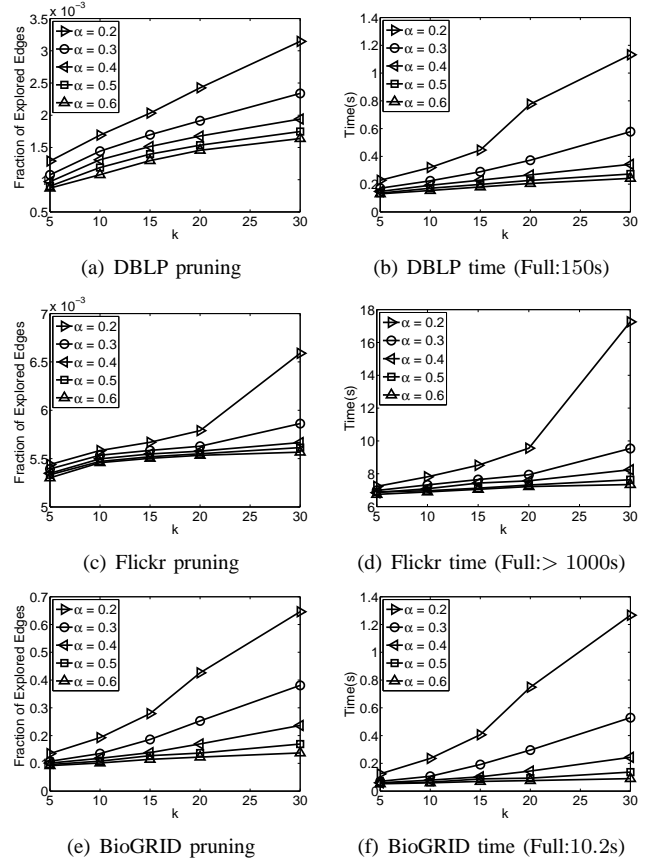 x 10⁻³
3.5
3
2.5
2
1.5
1
0.5
5 10 15 20 25 30
k
Fraction of Explored Edges
α = 0.2
α = 0.3
α = 0.4
α = 0.5
α = 0.6
(a) DBLP pruning
1.4
1.2
1
0.8
0.6
0.4
0.2
0
5 10 15 20 25 30
k
Time(s)
α = 0.2
α = 0.3
α = 0.4
α = 0.5
α = 0.6
(b) DBLP time (Full:150s)
x 10⁻³
7
6.5
6
5.5
5
5 10 15 20 25 30
k
Fraction of Explored Edges
α = 0.2
α = 0.3
α = 0.4
α = 0.5
α = 0.6
(c) Flickr pruning
18
16
14
12
10
8
6
5 10 15 20 25 30
k
Time(s)
α = 0.2
α = 0.3
α = 0.4
α = 0.5
α = 0.6
(d) Flickr time (Full:> 1000s)
0.7
0.6
0.5
0.4
0.3
0.2
0.1
0
5 10 15 20 25 30
k
Fraction of Explored Edges
α = 0.2
α = 0.3
α = 0.4
α = 0.5
α = 0.6
(e) BioGRID pruning
1.4
1.2
1
0.8
0.6
0.4
0.2
0
5 10 15 20 25 30
k
Time(s)
α = 0.2
α = 0.3
α = 0.4
α = 0.5
α = 0.6
(f) BioGRID time (Full:10.2s)